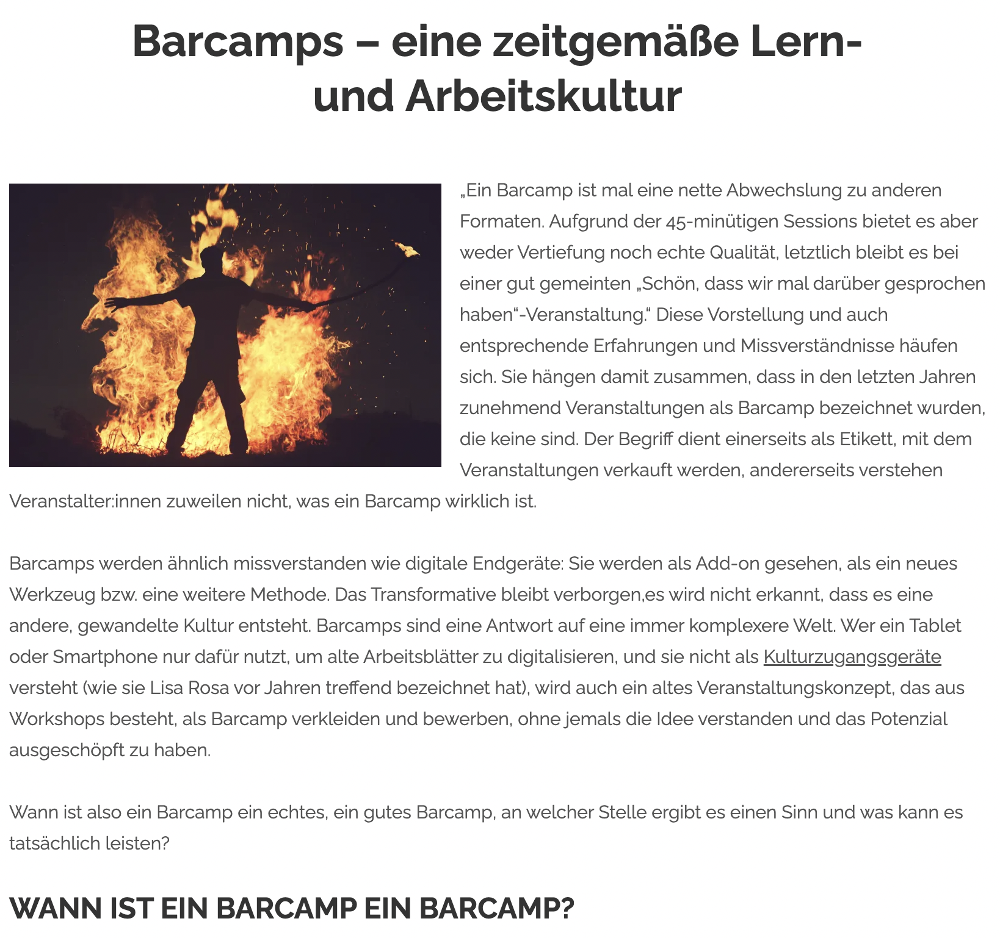 Barcamps – eine zeitgemäße Lern-
und Arbeitskultur
„Ein Barcamp ist mal eine nette Abwechslung zu anderen
Formaten. Aufgrund der 45-minütigen Sessions bietet es aber
weder Vertiefung noch echte Qualität, letztlich bleibt es bei
einer gut gemeinten „Schön, dass wir mal darüber gesprochen
haben“-Veranstaltung.“ Diese Vorstellung und auch
entsprechende Erfahrungen und Missverständnisse häufen
sich. Sie hängen damit zusammen, dass in den letzten Jahren
zunehmend Veranstaltungen als Barcamp bezeichnet wurden,
die keine sind. Der Begriff dient einerseits als Etikett, mit dem
Veranstaltungen verkauft werden, andererseits verstehen
Veranstalter:innen zuweilen nicht, was ein Barcamp wirklich ist.
Barcamps werden ähnlich missverstanden wie digitale Endgeräte: Sie werden als Add-on gesehen, als ein neues
Werkzeug bzw. eine weitere Methode. Das Transformative bleibt verborgen,es wird nicht erkannt, dass es eine
andere, gewandelte Kultur entsteht. Barcamps sind eine Antwort auf eine immer komplexere Welt. Wer ein Tablet
oder Smartphone nur dafür nutzt, um alte Arbeitsblätter zu digitalisieren, und sie nicht als Kulturzugangsgeräte
versteht (wie sie Lisa Rosa vor Jahren treffend bezeichnet hat), wird auch ein altes Veranstaltungskonzept, das aus
Workshops besteht, als Barcamp verkleiden und bewerben, ohne jemals die Idee verstanden und das Potenzial
ausgeschöpft zu haben.
Wann ist also ein Barcamp ein echtes, ein gutes Barcamp, an welcher Stelle ergibt es einen Sinn und was kann es
tatsächlich leisten?
WANN IST EIN BARCAMP EIN BARCAMP?